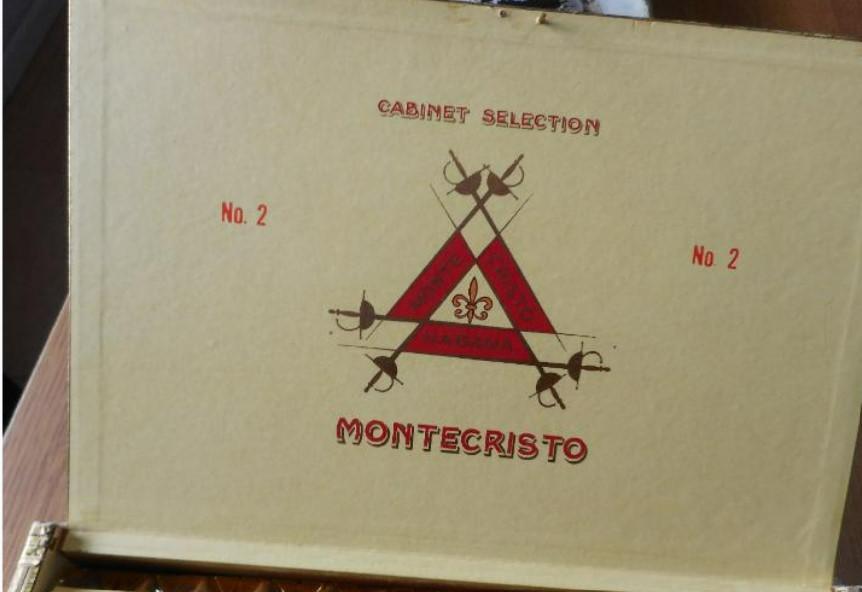 CABINET SELECTION
No. 2
No. 2
MONTE
CRISTO
HABANA
MONTECRISTO